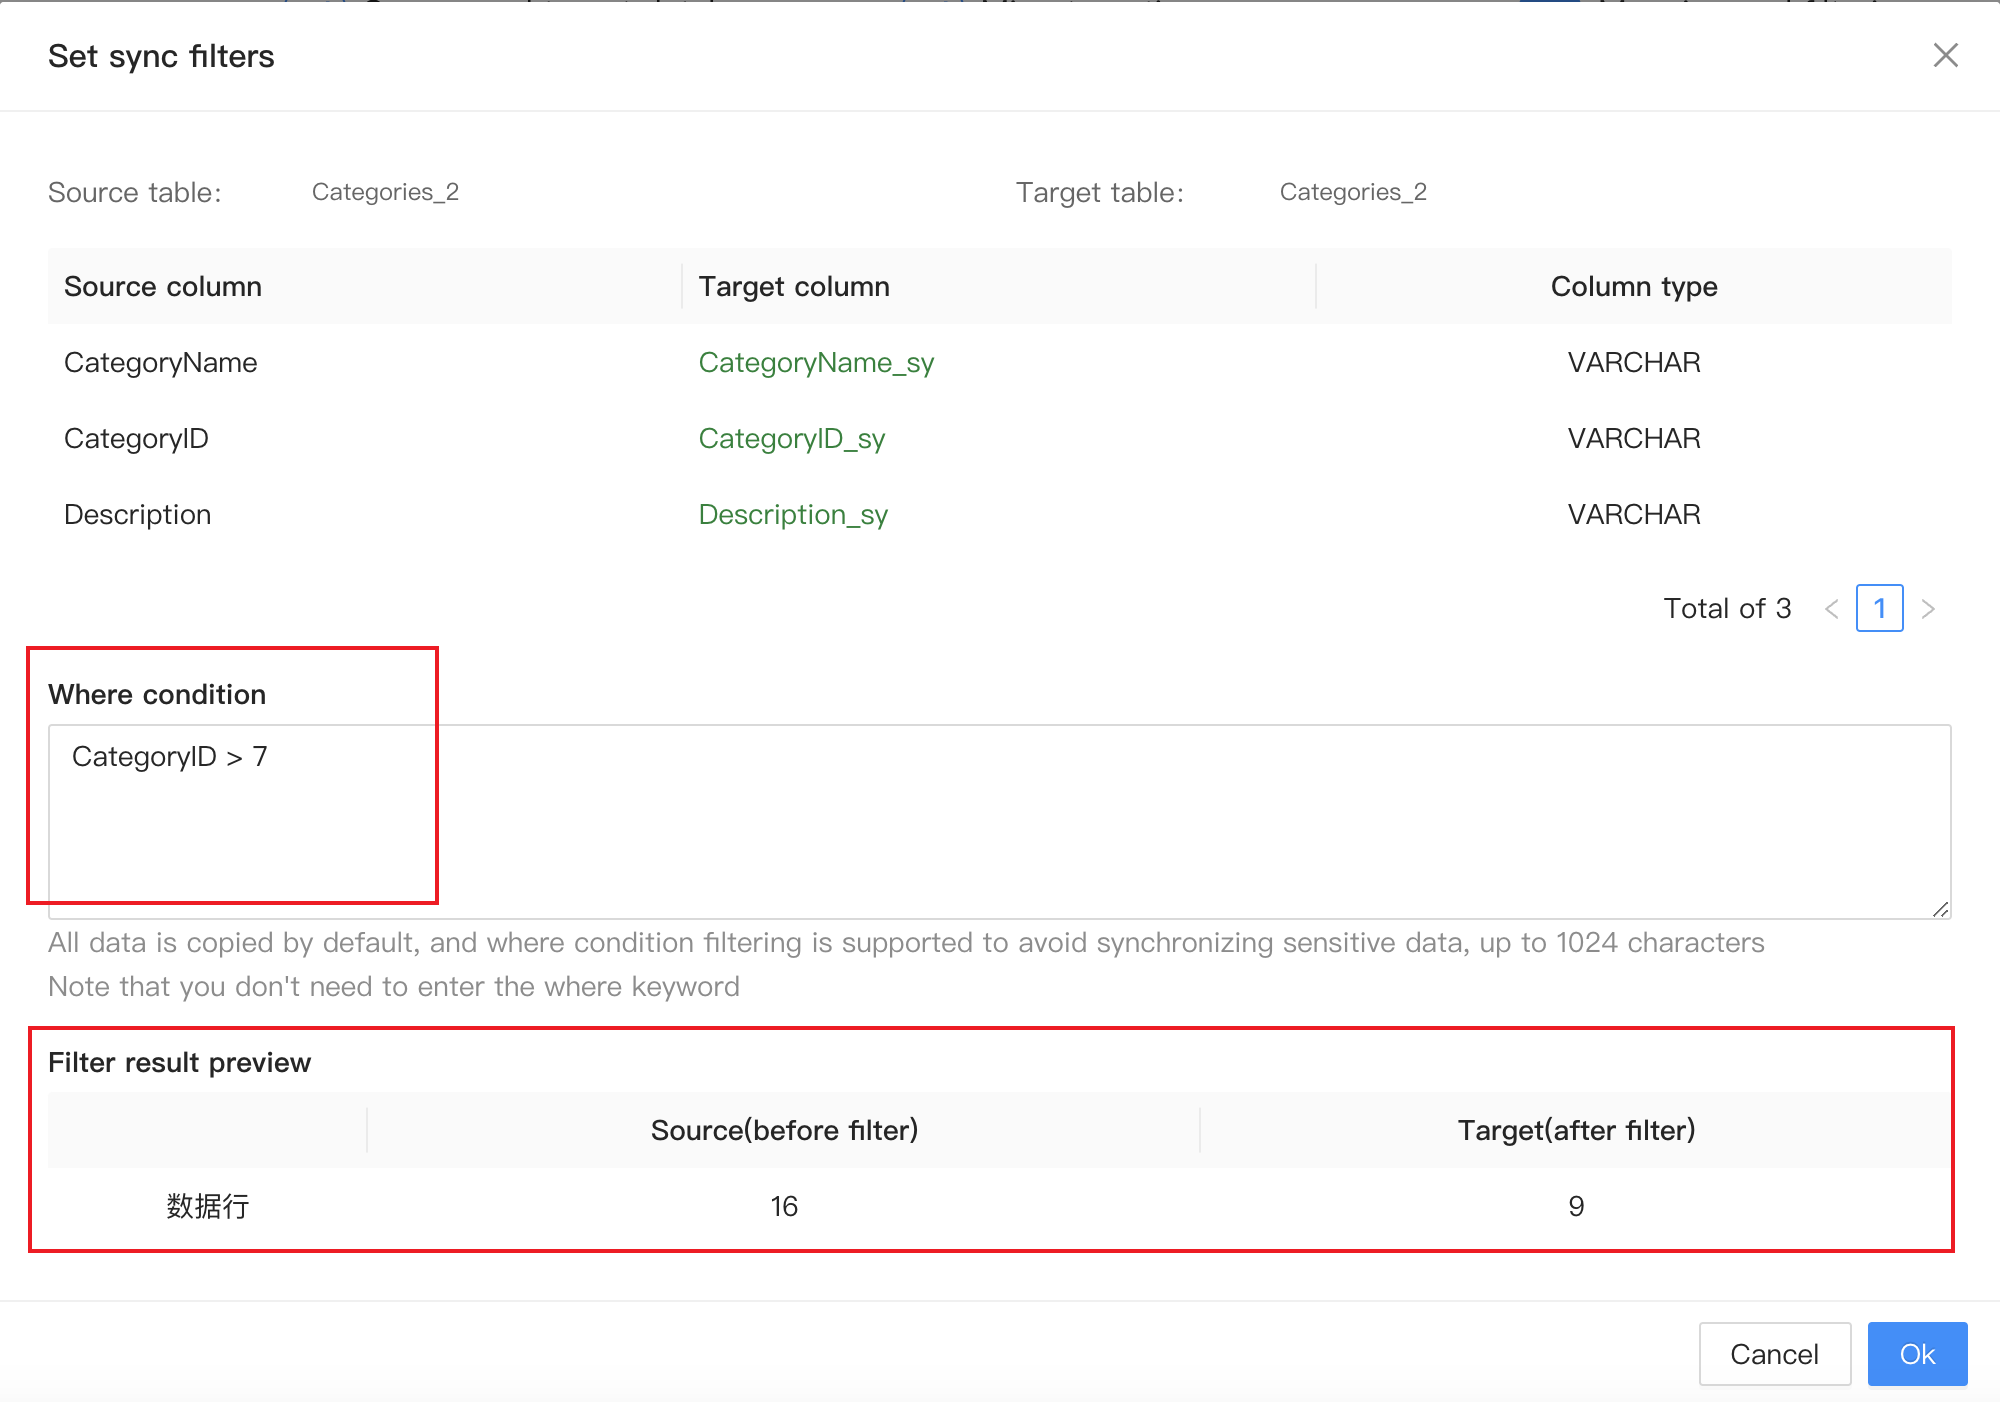 Set sync filters
Source table: Categories_2 Target table: Categories_2
Source column Target column Column type
CategoryName CategoryName_sy VARCHAR
CategoryID CategoryID_sy VARCHAR
Description Description_sy VARCHAR
Total of 3 < 1 >
Where condition
CategoryID > 7
All data is copied by default, and where condition filtering is supported to avoid synchronizing sensitive data, up to 1024 characters
Note that you don't need to enter the where keyword
Filter result preview
Source(before filter) Target(after filter)
数据行 16 9
Cancel Ok